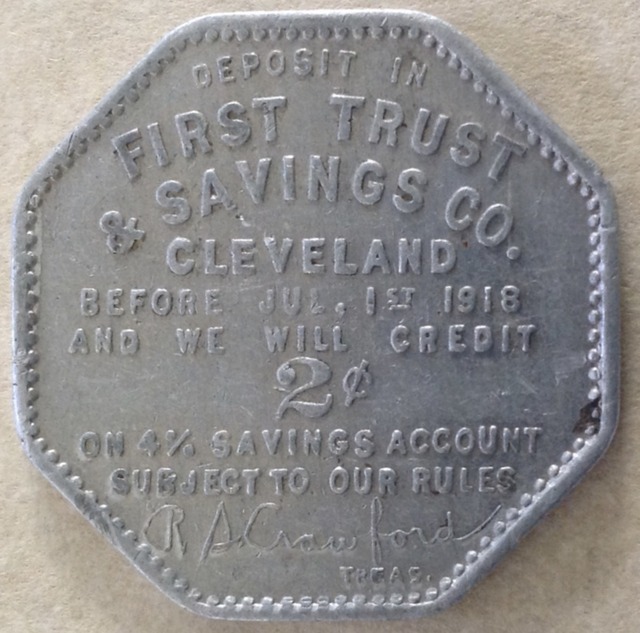 DEPOSIT IN
FIRST TRUST
& SAVINGS CO.
CLEVELAND
BEFORE JUL. 1ST 1918
AND WE WILL CREDIT
2¢
ON 4% SAVINGS ACCOUNT
SUBJECT TO OUR RULES
R S Crawford
TREAS.